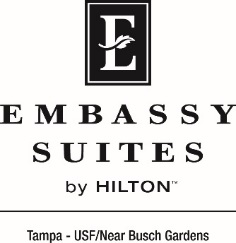 E
EMBASSY
SUITES
by HILTON™
Tampa - USF/Near Busch Gardens